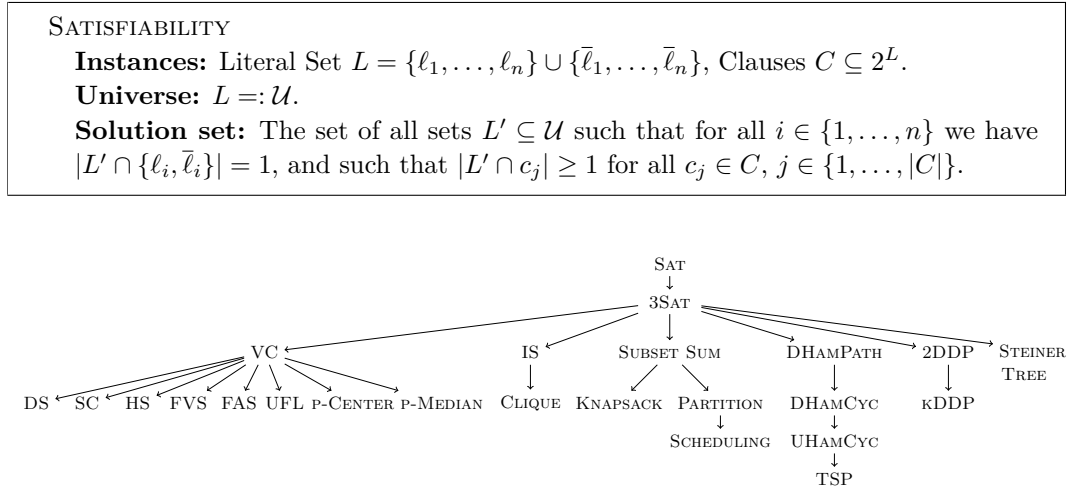 SATISFIABILITY
Instances: Literal Set L = {ℓ₁, . . . , ℓₙ} ∪ {ℓ̅₁, . . . , ℓ̅ₙ}, Clauses C ⊆ 2ᴸ.
Universe: L =: 𝒰.
Solution set: The set of all sets L′ ⊆ 𝒰 such that for all i ∈ {1, . . . , n} we have
|L′ ∩ {ℓᵢ, ℓ̅ᵢ}| = 1, and such that |L′ ∩ cⱼ| ≥ 1 for all cⱼ ∈ C, j ∈ {1, . . . , |C|}.
SAT
3SAT
VC IS SUBSET SUM DHAMPATH 2DDP STEINER
TREE
DS SC HS FVS FAS UFL P-CENTER P-MEDIAN CLIQUE KNAPSACK PARTITION DHAMCYC KDDP
SCHEDULING UHAMCYC
TSP